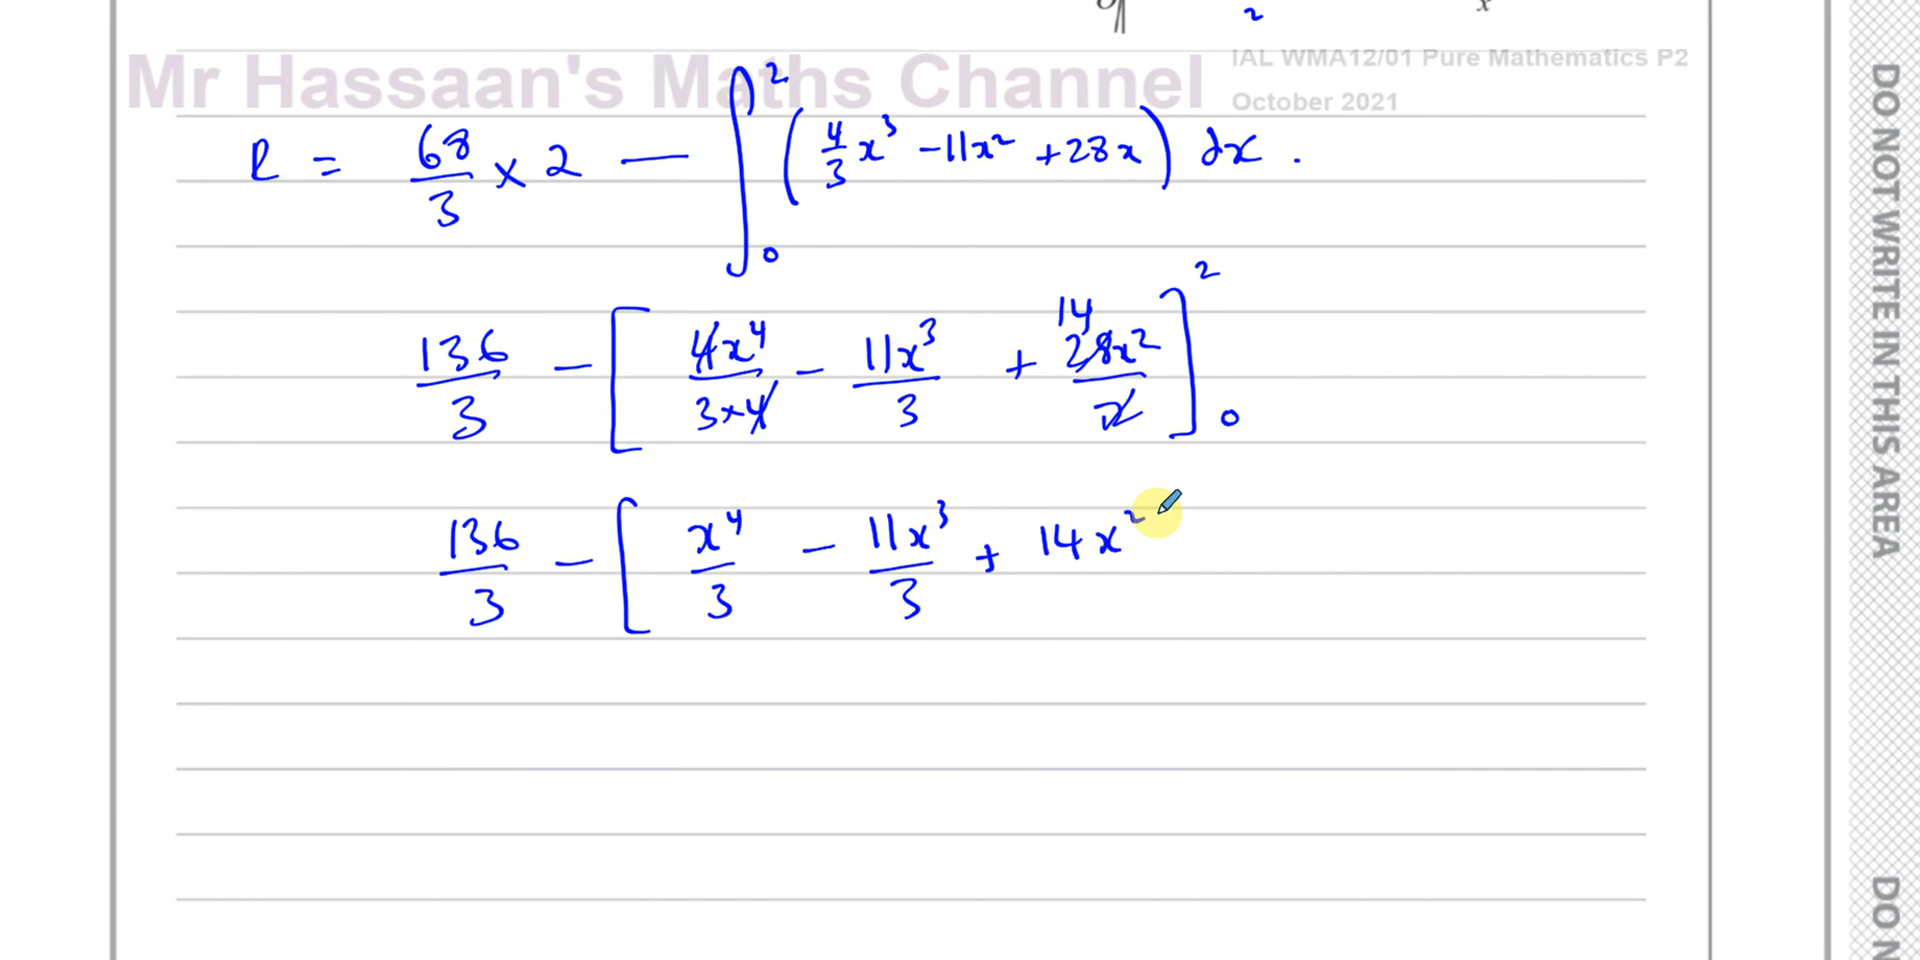 y 2 x
Mr Hassaan's Maths Channel
IAL WMA12/01 Pure Mathematics P2
October 2021
R = 68/3 × 2 − ∫₀² (4/3 x³ − 11x² + 28x) dx .
136/3 − [ 4x⁴/3×4 − 11x³/3 + 14 28x²/2 ]₀²
136/3 − [ x⁴/3 − 11x³/3 + 14x²
DO NOT WRITE IN THIS AREA
DO N